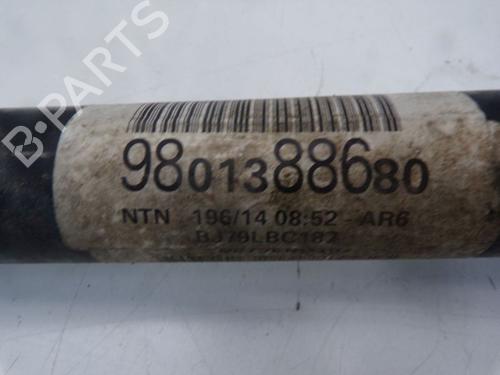 B-PARTS
9801388680
NTN 196/14 08:52 - AR6
BJ79LBC182